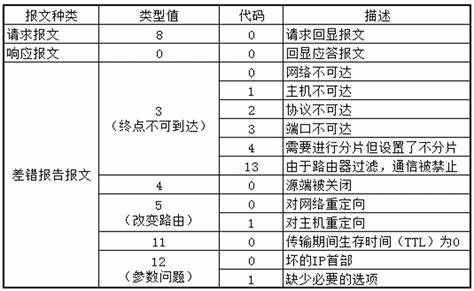 报文种类 类型值 代码 描述
请求报文 8 0 请求回显报文
响应报文 0 0 回显应答报文
差错报告报文 3 (终点不可到达) 0 网络不可达
1 主机不可达
2 协议不可达
3 端口不可达
4 需要进行分片但设置了不分片
13 由于路由器过滤，通信被禁止
4 0 源端被关闭
5 (改变路由) 0 对网络重定向
1 对主机重定向
11 0 传输期间生存时间（TTL）为0
12 (参数问题) 0 坏的IP首部
1 缺少必要的选项